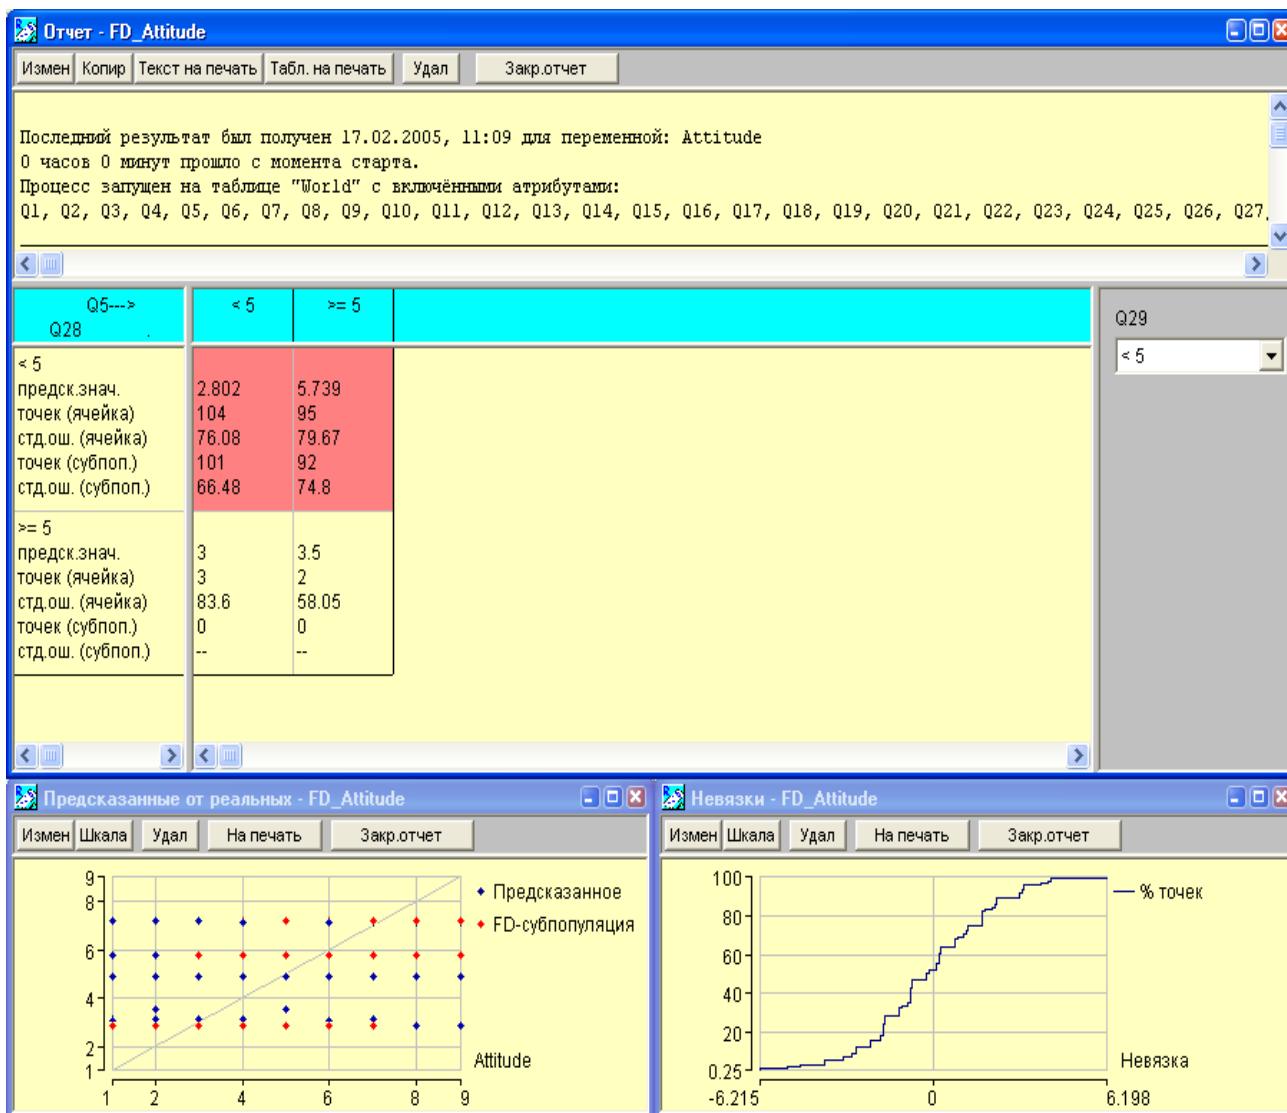 Отчет - FD_Attitude
Измен Копир Текст на печать Табл. на печать Удал Закр.отчет
Последний результат был получен 17.02.2005, 11:09 для переменной: Attitude
0 часов 0 минут прошло с момента старта.
Процесс запущен на таблице "World" с включёнными атрибутами:
Q1, Q2, Q3, Q4, Q5, Q6, Q7, Q8, Q9, Q10, Q11, Q12, Q13, Q14, Q15, Q16, Q17, Q18, Q19, Q20, Q21, Q22, Q23, Q24, Q25, Q26, Q27,
Q5---> < 5 >= 5
Q28 .
Q29
< 5
< 5
предск.знач. 2.802 5.739
точек (ячейка) 104 95
стд.ош. (ячейка) 76.08 79.67
точек (субпоп.) 101 92
стд.ош. (субпоп.) 66.48 74.8
>= 5
предск.знач. 3 3.5
точек (ячейка) 3 2
стд.ош. (ячейка) 83.6 58.05
точек (субпоп.) 0 0
стд.ош. (субпоп.) -- --
Предсказанные от реальных - FD_Attitude
Измен Шкала Удал На печать Закр.отчет
9
8
6
4
2
1
Предсказанное
FD-субпопуляция
Attitude
1 2 4 6 8 9
Невязки - FD_Attitude
Измен Шкала Удал На печать Закр.отчет
100
80
60
40
20
0.25
% точек
Невязка
-6.215 0 6.198